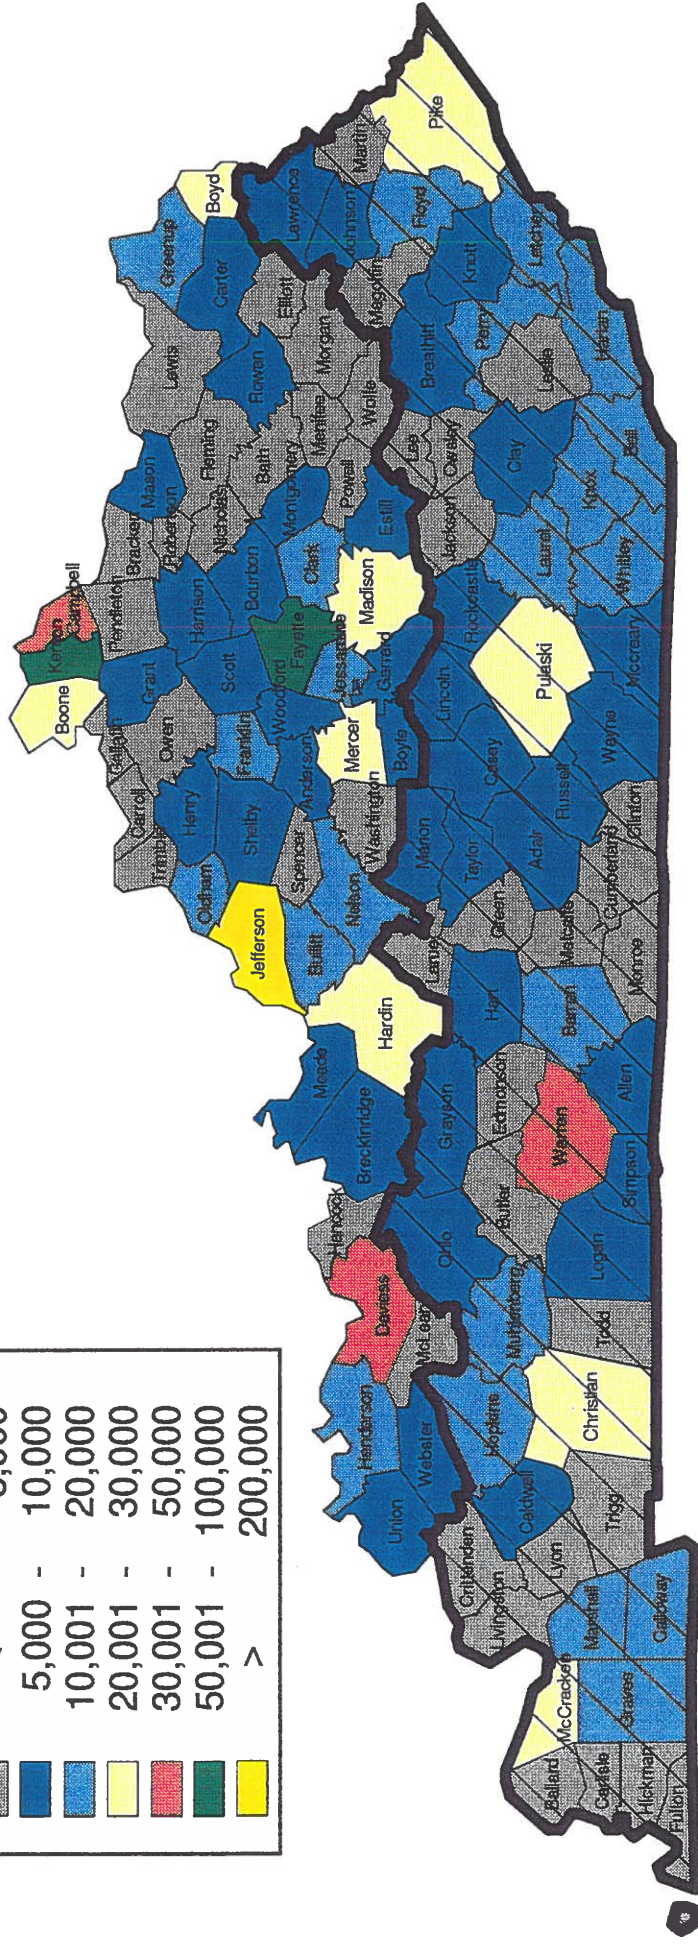 5,000 - 10,000
10,001 - 20,000
20,001 - 30,000
30,001 - 50,000
50,001 - 100,000
> 200,000
Boone
Kenton
Campbell
Pendleton
Bracken
Mason
Lewis
Greenup
Boyd
Carter
Rowan
Fleming
Robertson
Nicholas
Harrison
Grant
Gallatin
Owen
Carroll
Trimble
Henry
Oldham
Jefferson
Shelby
Franklin
Scott
Bourbon
Bath
Montgomery
Menifee
Morgan
Elliott
Lawrence
Johnson
Martin
Magoffin
Wolfe
Powell
Clark
Fayette
Woodford
Anderson
Spencer
Bullitt
Nelson
Washington
Mercer
Jessamine
Madison
Estill
Garrard
Boyle
Hardin
Meade
Breckinridge
Hancock
Daviess
McLean
Henderson
Webster
Union
Crittenden
Livingston
Lyon
Caldwell
Hopkins
Muhlenberg
Ohio
Grayson
Hart
Larue
Marion
Taylor
Green
Casey
Lincoln
Rockcastle
Jackson
Lee
Owsley
Breathitt
Knott
Floyd
Pike
Perry
Letcher
Leslie
Harlan
Clay
Laurel
Knox
Bell
Whitley
Pulaski
McCreary
Wayne
Russell
Adair
Clinton
Cumberland
Metcalfe
Monroe
Barren
Edmonson
Warren
Allen
Butler
Simpson
Logan
Todd
Christian
Trigg
Marshall
Calloway
McCracken
Graves
Ballard
Carlisle
Hickman
Fulton